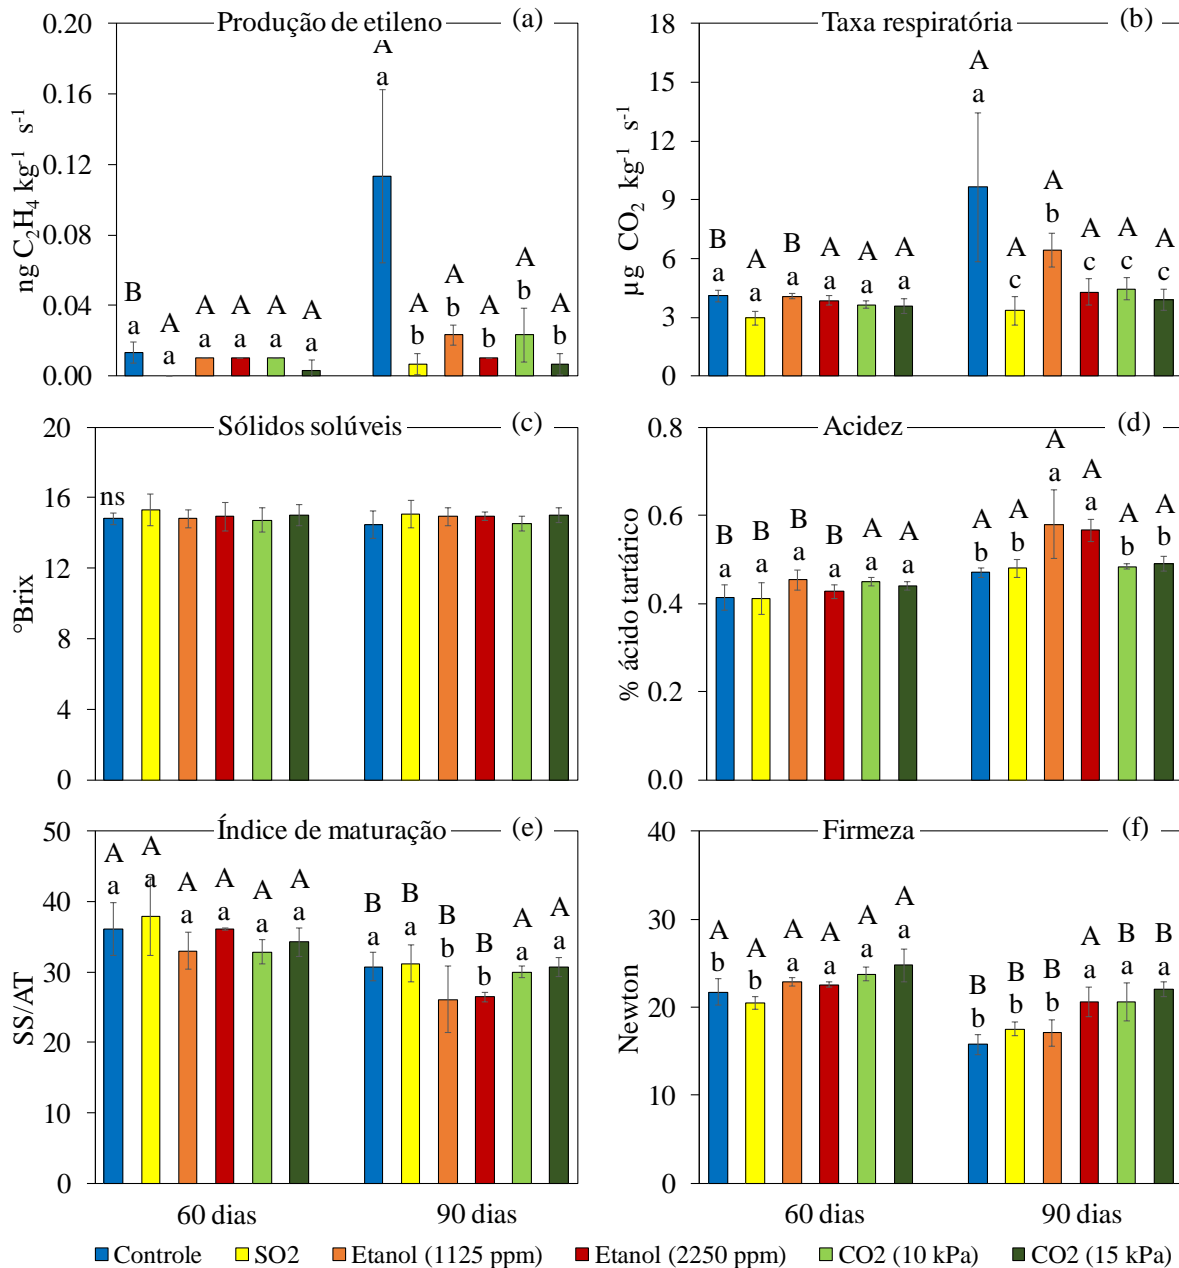 Produção de etileno (a)
ng C₂H₄ kg⁻¹ s⁻¹
0.20
0.16
0.12
0.08
0.04
0.00
B A A A A A
a a a a a a
A A A A A A
a b b b b b
Taxa respiratória (b)
µg CO₂ kg⁻¹ s⁻¹
18
15
12
9
6
3
0
B A B A A A
a a a a a a
A A A A A A
a c b c c c
Sólidos solúveis (c)
°Brix
20
16
12
8
4
0
ns
Acidez (d)
% ácido tartárico
0.8
0.6
0.4
0.2
0.0
B B B B A A
a a a a a a
A A A A A A
b b a a b b
Índice de maturação (e)
SS/AT
50
40
30
20
10
0
A A A A A A
a a a a a a
B B B B A A
a a b b a a
60 dias 90 dias
Firmeza (f)
Newton
40
30
20
10
0
A A A A A A
b b a a a a
B B B A B B
b b b a a a
60 dias 90 dias
Controle SO2 Etanol (1125 ppm) Etanol (2250 ppm) CO2 (10 kPa) CO2 (15 kPa)